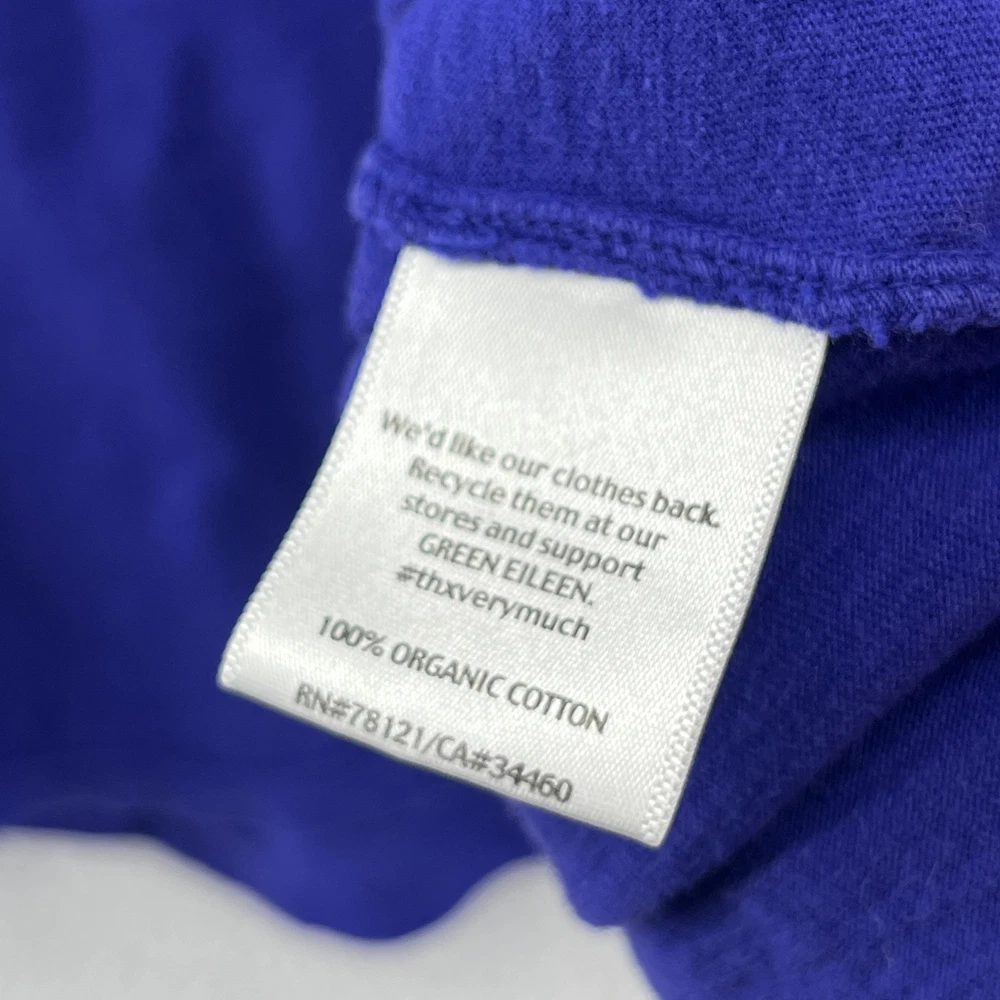 We'd like our clothes back.
Recycle them at our
stores and support
GREEN EILEEN.
#thxverymuch
100% ORGANIC COTTON
RN#78121/CA#34460